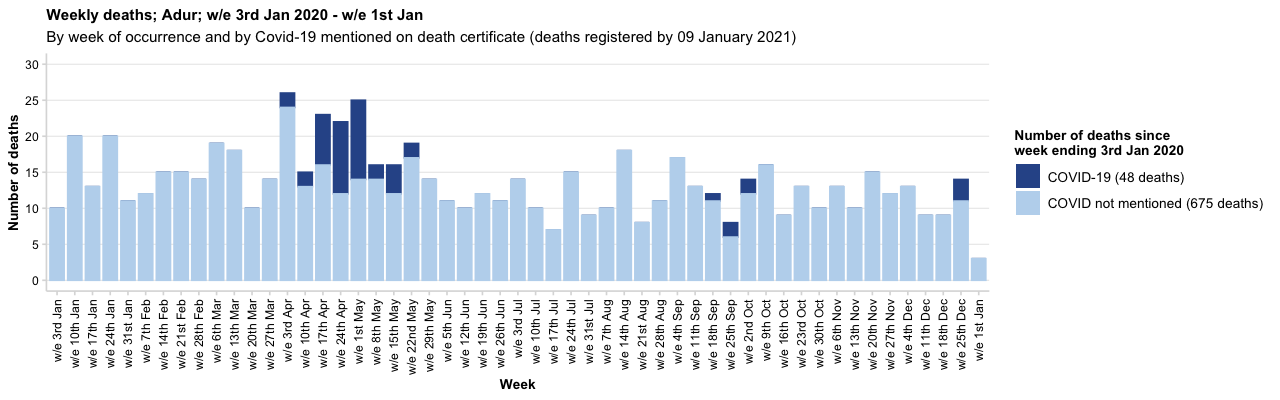 Weekly deaths; Adur; w/e 3rd Jan 2020 - w/e 1st Jan
By week of occurrence and by Covid-19 mentioned on death certificate (deaths registered by 09 January 2021)
Number of deaths
30
25
20
15
10
5
0
w/e 3rd Jan
w/e 10th Jan
w/e 17th Jan
w/e 24th Jan
w/e 31st Jan
w/e 7th Feb
w/e 14th Feb
w/e 21st Feb
w/e 28th Feb
w/e 6th Mar
w/e 13th Mar
w/e 20th Mar
w/e 27th Mar
w/e 3rd Apr
w/e 10th Apr
w/e 17th Apr
w/e 24th Apr
w/e 1st May
w/e 8th May
w/e 15th May
w/e 22nd May
w/e 29th May
w/e 5th Jun
w/e 12th Jun
w/e 19th Jun
w/e 26th Jun
w/e 3rd Jul
w/e 10th Jul
w/e 17th Jul
w/e 24th Jul
w/e 31st Jul
w/e 7th Aug
w/e 14th Aug
w/e 21st Aug
w/e 28th Aug
w/e 4th Sep
w/e 11th Sep
w/e 18th Sep
w/e 25th Sep
w/e 2nd Oct
w/e 9th Oct
w/e 16th Oct
w/e 23rd Oct
w/e 30th Oct
w/e 6th Nov
w/e 13th Nov
w/e 20th Nov
w/e 27th Nov
w/e 4th Dec
w/e 11th Dec
w/e 18th Dec
w/e 25th Dec
w/e 1st Jan
Week
Number of deaths since
week ending 3rd Jan 2020
COVID-19 (48 deaths)
COVID not mentioned (675 deaths)